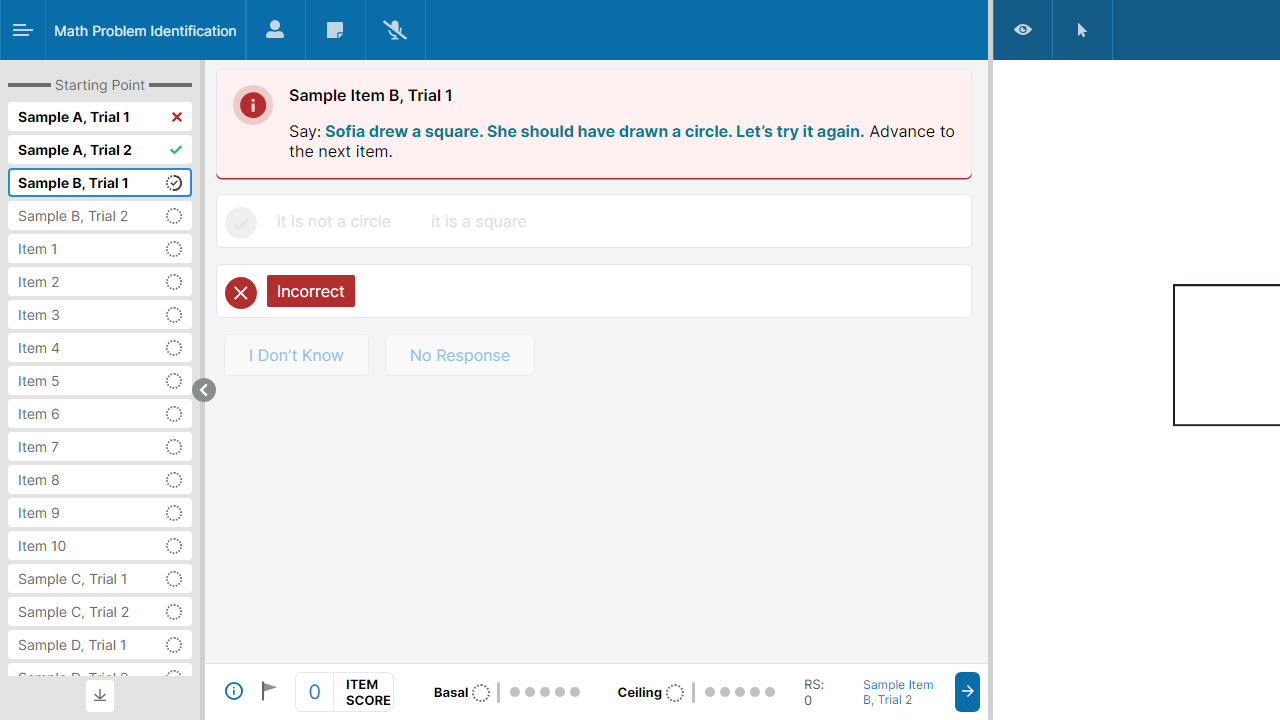 Math Problem Identification
Starting Point
Sample A, Trial 1
Sample A, Trial 2
Sample B, Trial 1
Sample B, Trial 2
Item 1
Item 2
Item 3
Item 4
Item 5
Item 6
Item 7
Item 8
Item 9
Item 10
Sample C, Trial 1
Sample C, Trial 2
Sample D, Trial 1
Sample Item B, Trial 1
Say: Sofia drew a square. She should have drawn a circle. Let’s try it again. Advance to
the next item.
it is not a circle it is a square
Incorrect
I Don’t Know No Response
0 ITEM
SCORE
Basal Ceiling
RS:
0
Sample Item
B, Trial 2